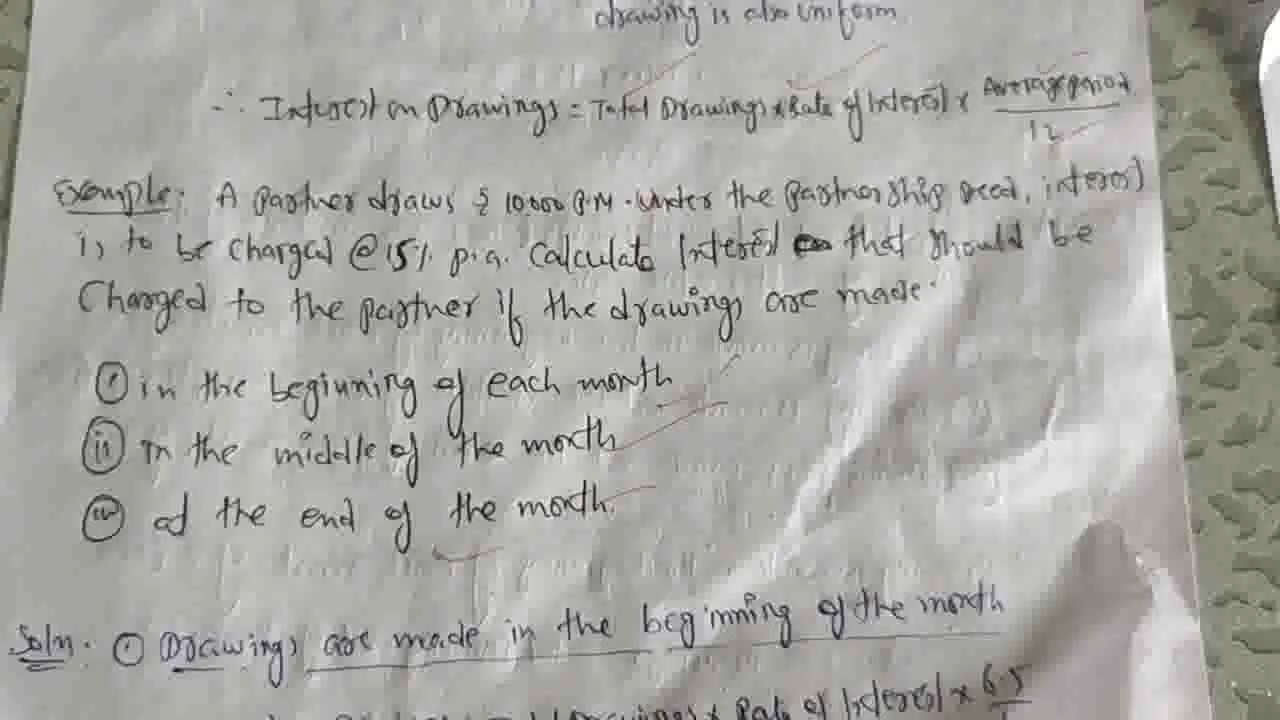 drawing is also uniform
∴ Interest on Drawings = Total Drawings x Rate of Interest x Average period
12
Example: A partner draws ₹ 10,000 P.M. Under the partnership deed, interest
is to be charged @ 15% p.a. Calculate Interest that should be
Charged to the partner if the drawings are made.
(i) in the beginning of each month
(ii) In the middle of the month
(iii) at the end of the month.
Soln. (i) Drawings are made in the beginning of the month
Drawings x Rate of Interest x 6.5